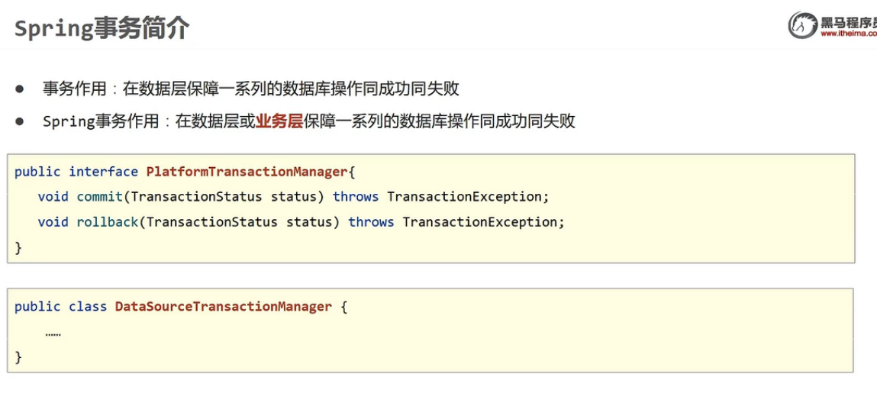 Spring事务简介
黑马程序员
www.itheima.co
● 事务作用：在数据层保障一系列的数据库操作同成功同失败
● Spring事务作用：在数据层或业务层保障一系列的数据库操作同成功同失败
public interface PlatformTransactionManager{
void commit(TransactionStatus status) throws TransactionException;
void rollback(TransactionStatus status) throws TransactionException;
}
public class DataSourceTransactionManager {
……
}